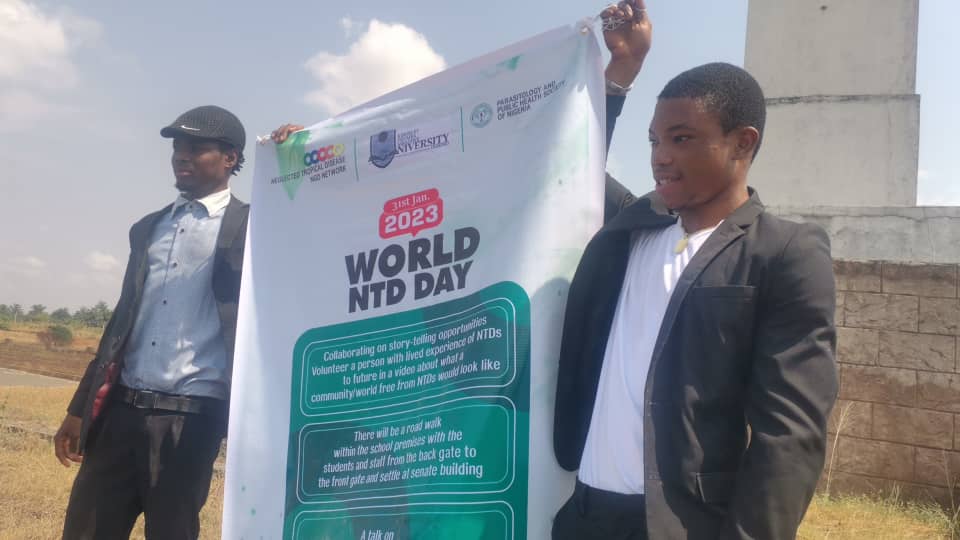 NEGLECTED TROPICAL DISEASE
NGO NETWORK
UNIVERSITY
PARASITOLOGY AND
PUBLIC HEALTH SOCIETY
OF NIGERIA
31st Jan.
2023
WORLD
NTD DAY
Collaborating on story-telling opportunities
Volunteer a person with lived experience of NTDs
to future in a video about what a
community/world free from NTDs would look like
There will be a road walk
within the school premises with the
students and staff from the back gate to
the front gate and settle at senate building
A talk on